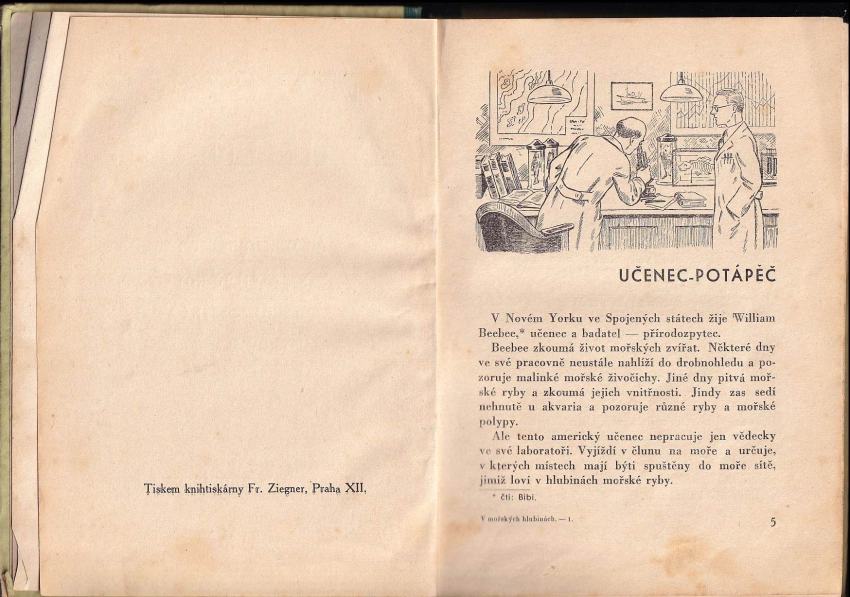 Tiskem knihtiskárny Fr. Ziegner, Praha XII,
UČENEC-POTÁPĚČ
V Novém Yorku ve Spojených státech žije William
Beebee,* učenec a badatel — přírodozpytec.
Beebee zkoumá život mořských zvířat. Některé dny
ve své pracovně neustále nahlíží do drobnohledu a po-
zoruje malinké mořské živočichy. Jiné dny pitvá moř-
ské ryby a zkoumá jejich vnitřnosti. Jindy zas sedí
nehnutě u akvaria a pozoruje různé ryby a mořské
polypy.
Ale tento americký učenec nepracuje jen vědecky
ve své laboratoři. Vyjíždí v člunu na moře a určuje,
v kterých místech mají býti spuštěny do moře sítě,
jimiž loví v hlubinách mořské ryby.
* čti: Bíbí.
V mořských hlubinách. — 1.
5